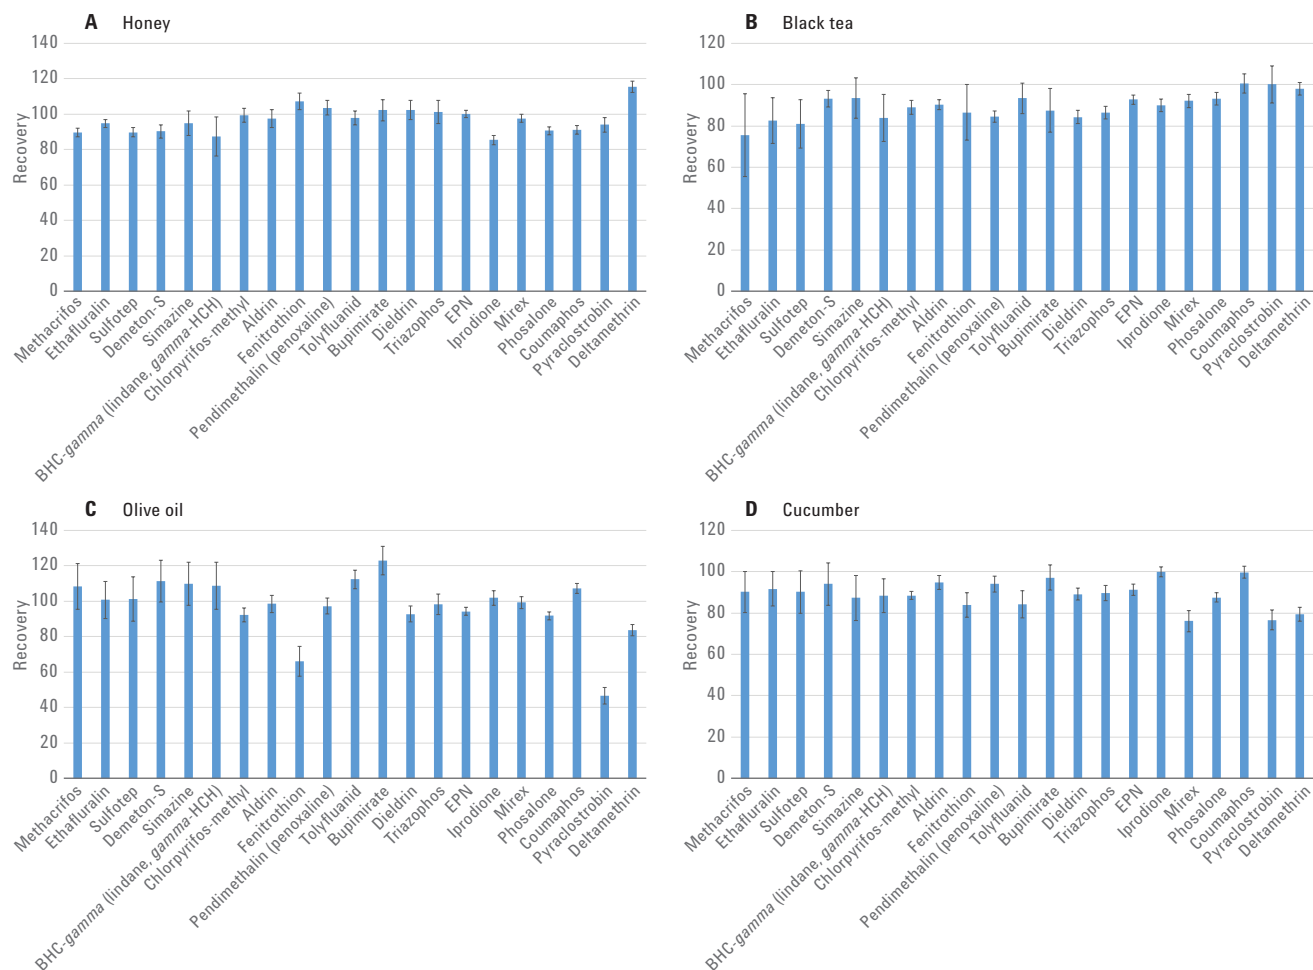 A Honey
Recovery
140
120
100
80
60
40
20
0
Methacrifos
Ethafluralin
Sulfotep
Demeton-S
Simazine
BHC-gamma (lindane, gamma-HCH)
Chlorpyrifos-methyl
Aldrin
Fenitrothion
Pendimethalin (penoxaline)
Tolyfluanid
Bupimirate
Dieldrin
Triazophos
EPN
Iprodione
Mirex
Phosalone
Coumaphos
Pyraclostrobin
Deltamethrin
B Black tea
Recovery
120
100
80
60
40
20
0
Methacrifos
Ethafluralin
Sulfotep
Demeton-S
Simazine
BHC-gamma (lindane, gamma-HCH)
Chlorpyrifos-methyl
Aldrin
Fenitrothion
Pendimethalin (penoxaline)
Tolyfluanid
Bupimirate
Dieldrin
Triazophos
EPN
Iprodione
Mirex
Phosalone
Coumaphos
Pyraclostrobin
Deltamethrin
C Olive oil
Recovery
140
120
100
80
60
40
20
0
Methacrifos
Ethafluralin
Sulfotep
Demeton-S
Simazine
BHC-gamma (lindane, gamma-HCH)
Chlorpyrifos-methyl
Aldrin
Fenitrothion
Pendimethalin (penoxaline)
Tolyfluanid
Bupimirate
Dieldrin
Triazophos
EPN
Iprodione
Mirex
Phosalone
Coumaphos
Pyraclostrobin
Deltamethrin
D Cucumber
Recovery
120
100
80
60
40
20
0
Methacrifos
Ethafluralin
Sulfotep
Demeton-S
Simazine
BHC-gamma (lindane, gamma-HCH)
Chlorpyrifos-methyl
Aldrin
Fenitrothion
Pendimethalin (penoxaline)
Tolyfluanid
Bupimirate
Dieldrin
Triazophos
EPN
Iprodione
Mirex
Phosalone
Coumaphos
Pyraclostrobin
Deltamethrin